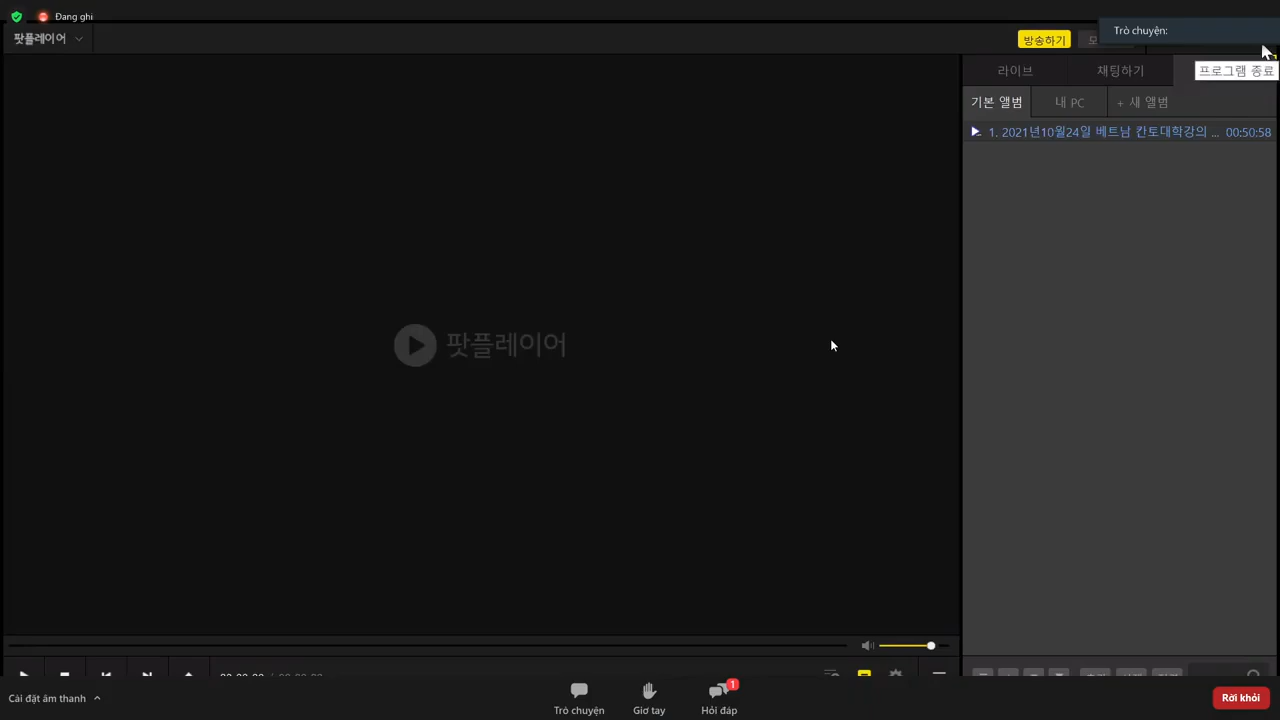 Đang ghi
Trò chuyện:
팟플레이어
방송하기
프로그램 종료
라이브
채팅하기
기본 앨범
내 PC
+ 새 앨범
1. 2021년10월24일 베트남 칸토대학강의 ... 00:50:58
팟플레이어
Cài đặt âm thanh
Trò chuyện
Giơ tay
1
Hỏi đáp
Rời khỏi